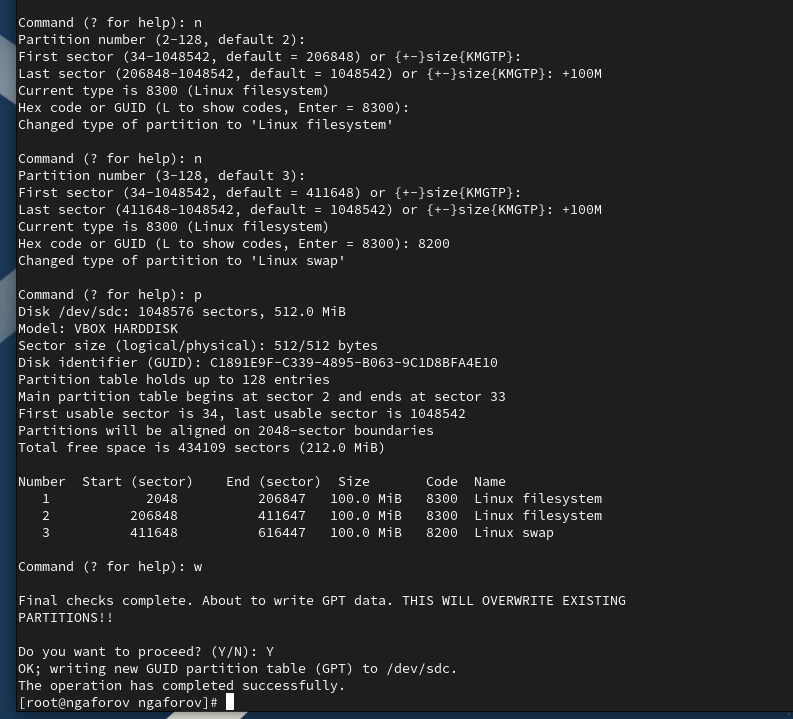 Command (? for help): n
Partition number (2-128, default 2):
First sector (34-1048542, default = 206848) or {+-}size{KMGTP}:
Last sector (206848-1048542, default = 1048542) or {+-}size{KMGTP}: +100M
Current type is 8300 (Linux filesystem)
Hex code or GUID (L to show codes, Enter = 8300):
Changed type of partition to 'Linux filesystem'

Command (? for help): n
Partition number (3-128, default 3):
First sector (34-1048542, default = 411648) or {+-}size{KMGTP}:
Last sector (411648-1048542, default = 1048542) or {+-}size{KMGTP}: +100M
Current type is 8300 (Linux filesystem)
Hex code or GUID (L to show codes, Enter = 8300): 8200
Changed type of partition to 'Linux swap'

Command (? for help): p
Disk /dev/sdc: 1048576 sectors, 512.0 MiB
Model: VBOX HARDDISK
Sector size (logical/physical): 512/512 bytes
Disk identifier (GUID): C1891E9F-C339-4895-B063-9C1D8BFA4E10
Partition table holds up to 128 entries
Main partition table begins at sector 2 and ends at sector 33
First usable sector is 34, last usable sector is 1048542
Partitions will be aligned on 2048-sector boundaries
Total free space is 434109 sectors (212.0 MiB)

Number  Start (sector)    End (sector)  Size       Code  Name
   1            2048          206847   100.0 MiB   8300  Linux filesystem
   2          206848          411647   100.0 MiB   8300  Linux filesystem
   3          411648          616447   100.0 MiB   8200  Linux swap

Command (? for help): w

Final checks complete. About to write GPT data. THIS WILL OVERWRITE EXISTING
PARTITIONS!!

Do you want to proceed? (Y/N): Y
OK; writing new GUID partition table (GPT) to /dev/sdc.
The operation has completed successfully.
[root@ngaforov ngaforov]#